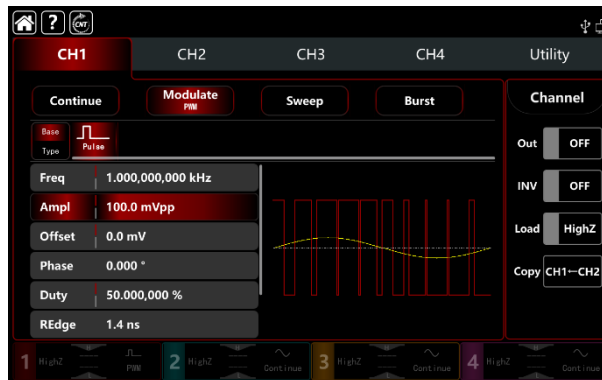 ? CNT
CH1 CH2 CH3 CH4 Utility
Continue Modulate Sweep Burst Channel
PWM
Base
Type Pulse
Out OFF
Freq 1.000,000,000 kHz
INV OFF
Ampl 100.0 mVpp
Load HighZ
Offset 0.0 mV
Phase 0.000 °
Copy CH1←CH2
Duty 50.000,000 %
REdge 1.4 ns
1 HighZ PWM 2 HighZ Continue 3 HighZ Continue 4 HighZ Continue